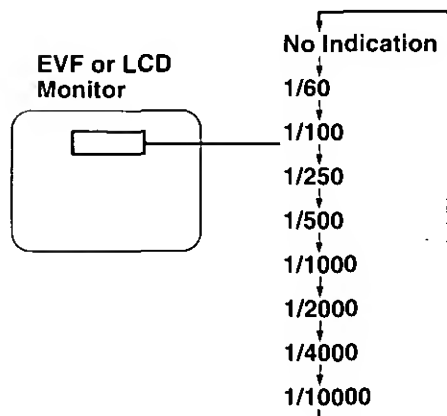 EVF or LCD
Monitor
No Indication
1/60
1/100
1/250
1/500
1/1000
1/2000
1/4000
1/10000